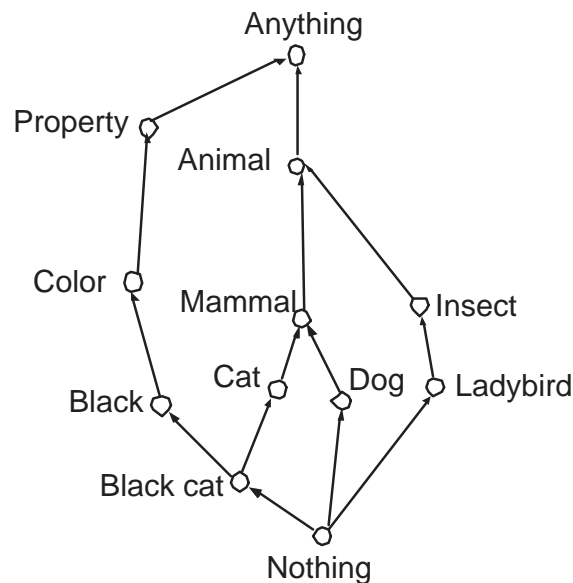 Anything
Property
Animal
Color
Mammal
Insect
Cat
Dog
Ladybird
Black
Black cat
Nothing